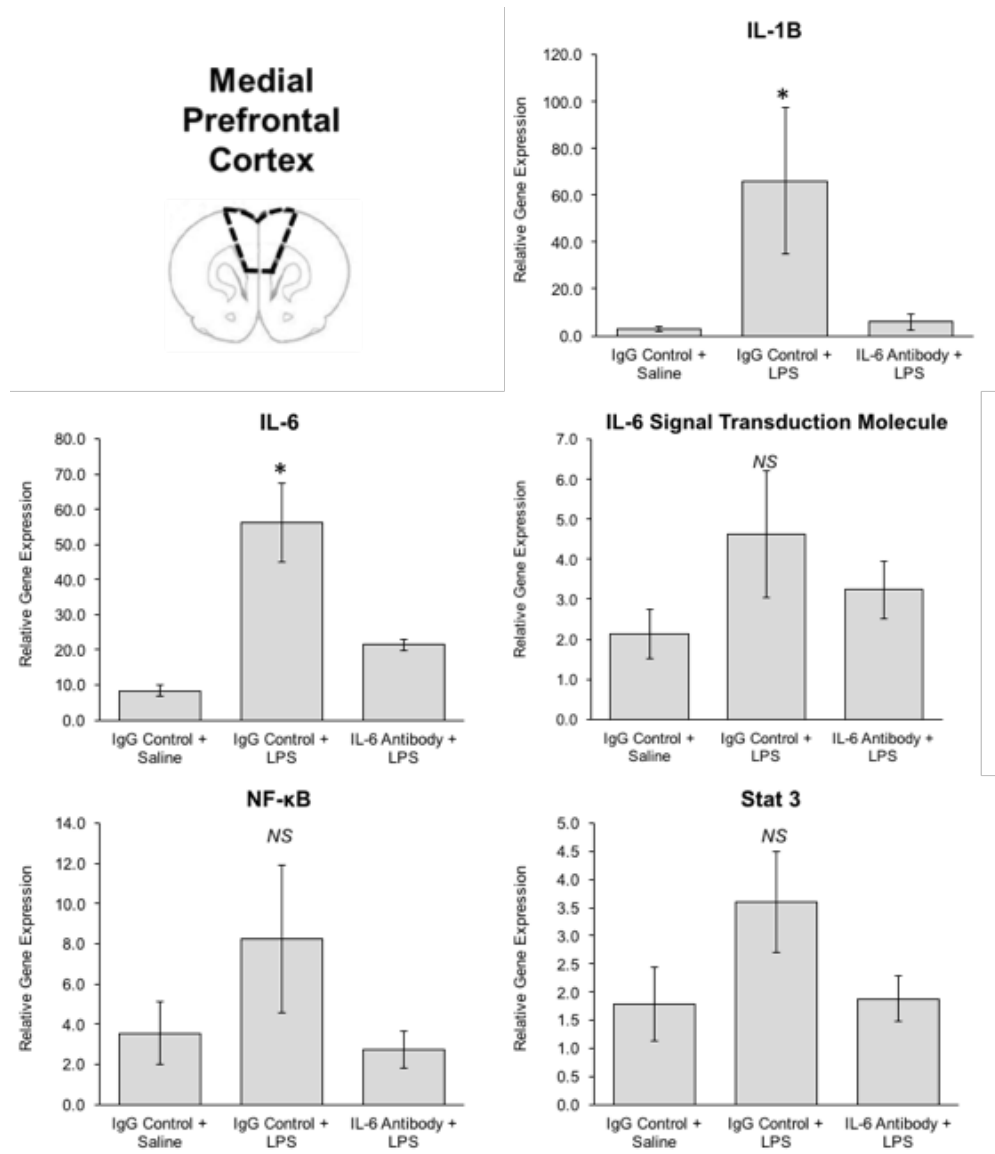 Medial
Prefrontal
Cortex
IL-1B
Relative Gene Expression
120.0
100.0
80.0
60.0
40.0
20.0
0.0
*
IgG Control +
Saline
IgG Control +
LPS
IL-6 Antibody +
LPS
IL-6
Relative Gene Expression
80.0
70.0
60.0
50.0
40.0
30.0
20.0
10.0
0.0
*
IgG Control +
Saline
IgG Control +
LPS
IL-6 Antibody +
LPS
IL-6 Signal Transduction Molecule
Relative Gene Expression
7.0
6.0
5.0
4.0
3.0
2.0
1.0
0.0
NS
IgG Control +
Saline
IgG Control +
LPS
IL-6 Antibody +
LPS
NF-κB
Relative Gene Expression
14.0
12.0
10.0
8.0
6.0
4.0
2.0
0.0
NS
IgG Control +
Saline
IgG Control +
LPS
IL-6 Antibody +
LPS
Stat 3
Relative Gene Expression
5.0
4.5
4.0
3.5
3.0
2.5
2.0
1.5
1.0
0.5
0.0
NS
IgG Control +
Saline
IgG Control +
LPS
IL-6 Antibody +
LPS